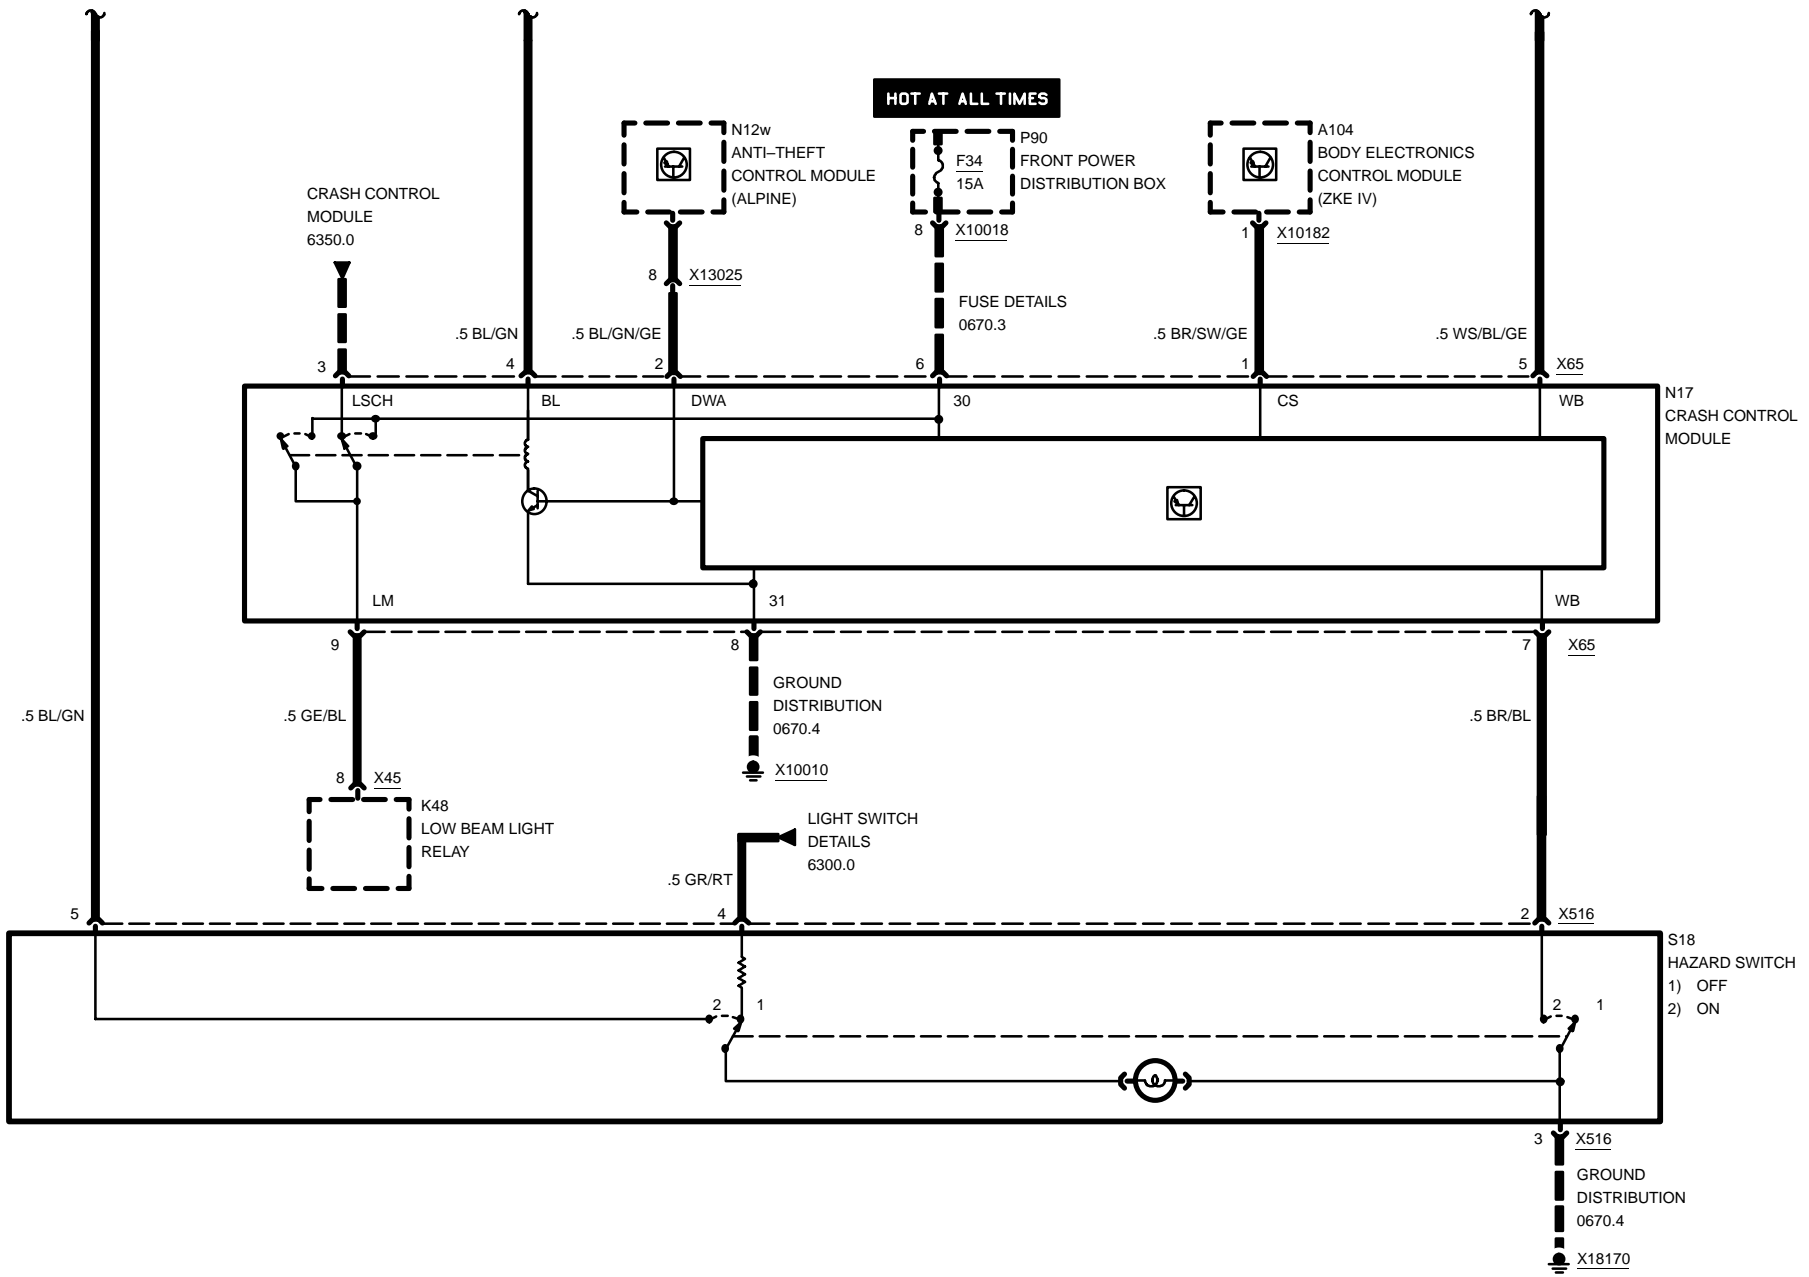 HOT AT ALL TIMES
N12w
ANTI–THEFT
CONTROL MODULE
(ALPINE)
F34
15A
P90
FRONT POWER
DISTRIBUTION BOX
A104
BODY ELECTRONICS
CONTROL MODULE
(ZKE IV)
CRASH CONTROL
MODULE
6350.0
8 X10018
1 X10182
8 X13025
FUSE DETAILS
0670.3
.5 BL/GN
.5 BL/GN/GE
.5 BR/SW/GE
.5 WS/BL/GE
3
4
2
6
1
5
X65
LSCH
BL
DWA
30
CS
WB
N17
CRASH CONTROL
MODULE
LM
31
WB
9
8
7
X65
GROUND
DISTRIBUTION
0670.4
X10010
.5 BL/GN
.5 GE/BL
.5 BR/BL
8 X45
K48
LOW BEAM LIGHT
RELAY
LIGHT SWITCH
DETAILS
6300.0
.5 GR/RT
5
4
2
X516
S18
HAZARD SWITCH
1) OFF
2) ON
2
1
2
1
3 X516
GROUND
DISTRIBUTION
0670.4
X18170